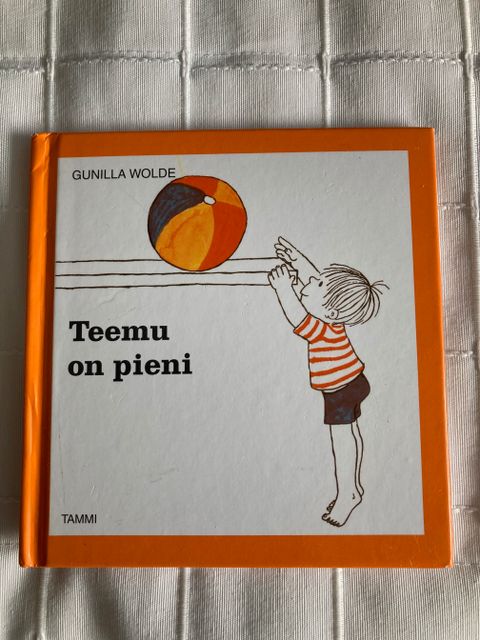 GUNILLA WOLDE
Teemu
on pieni
TAMMI